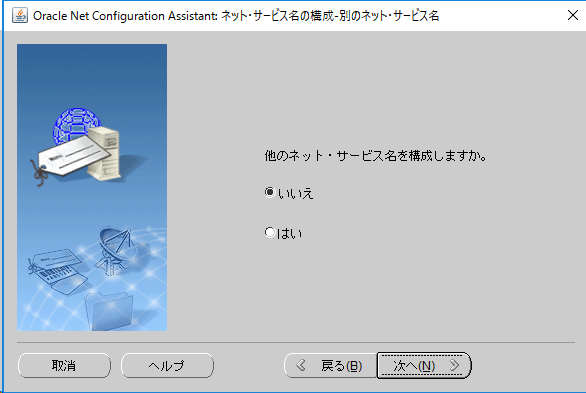 Oracle Net Configuration Assistant: ネット・サービス名の構成-別のネット・サービス名
他のネット・サービス名を構成しますか。
いいえ
はい
取消
ヘルプ
戻る(B)
次へ(N)